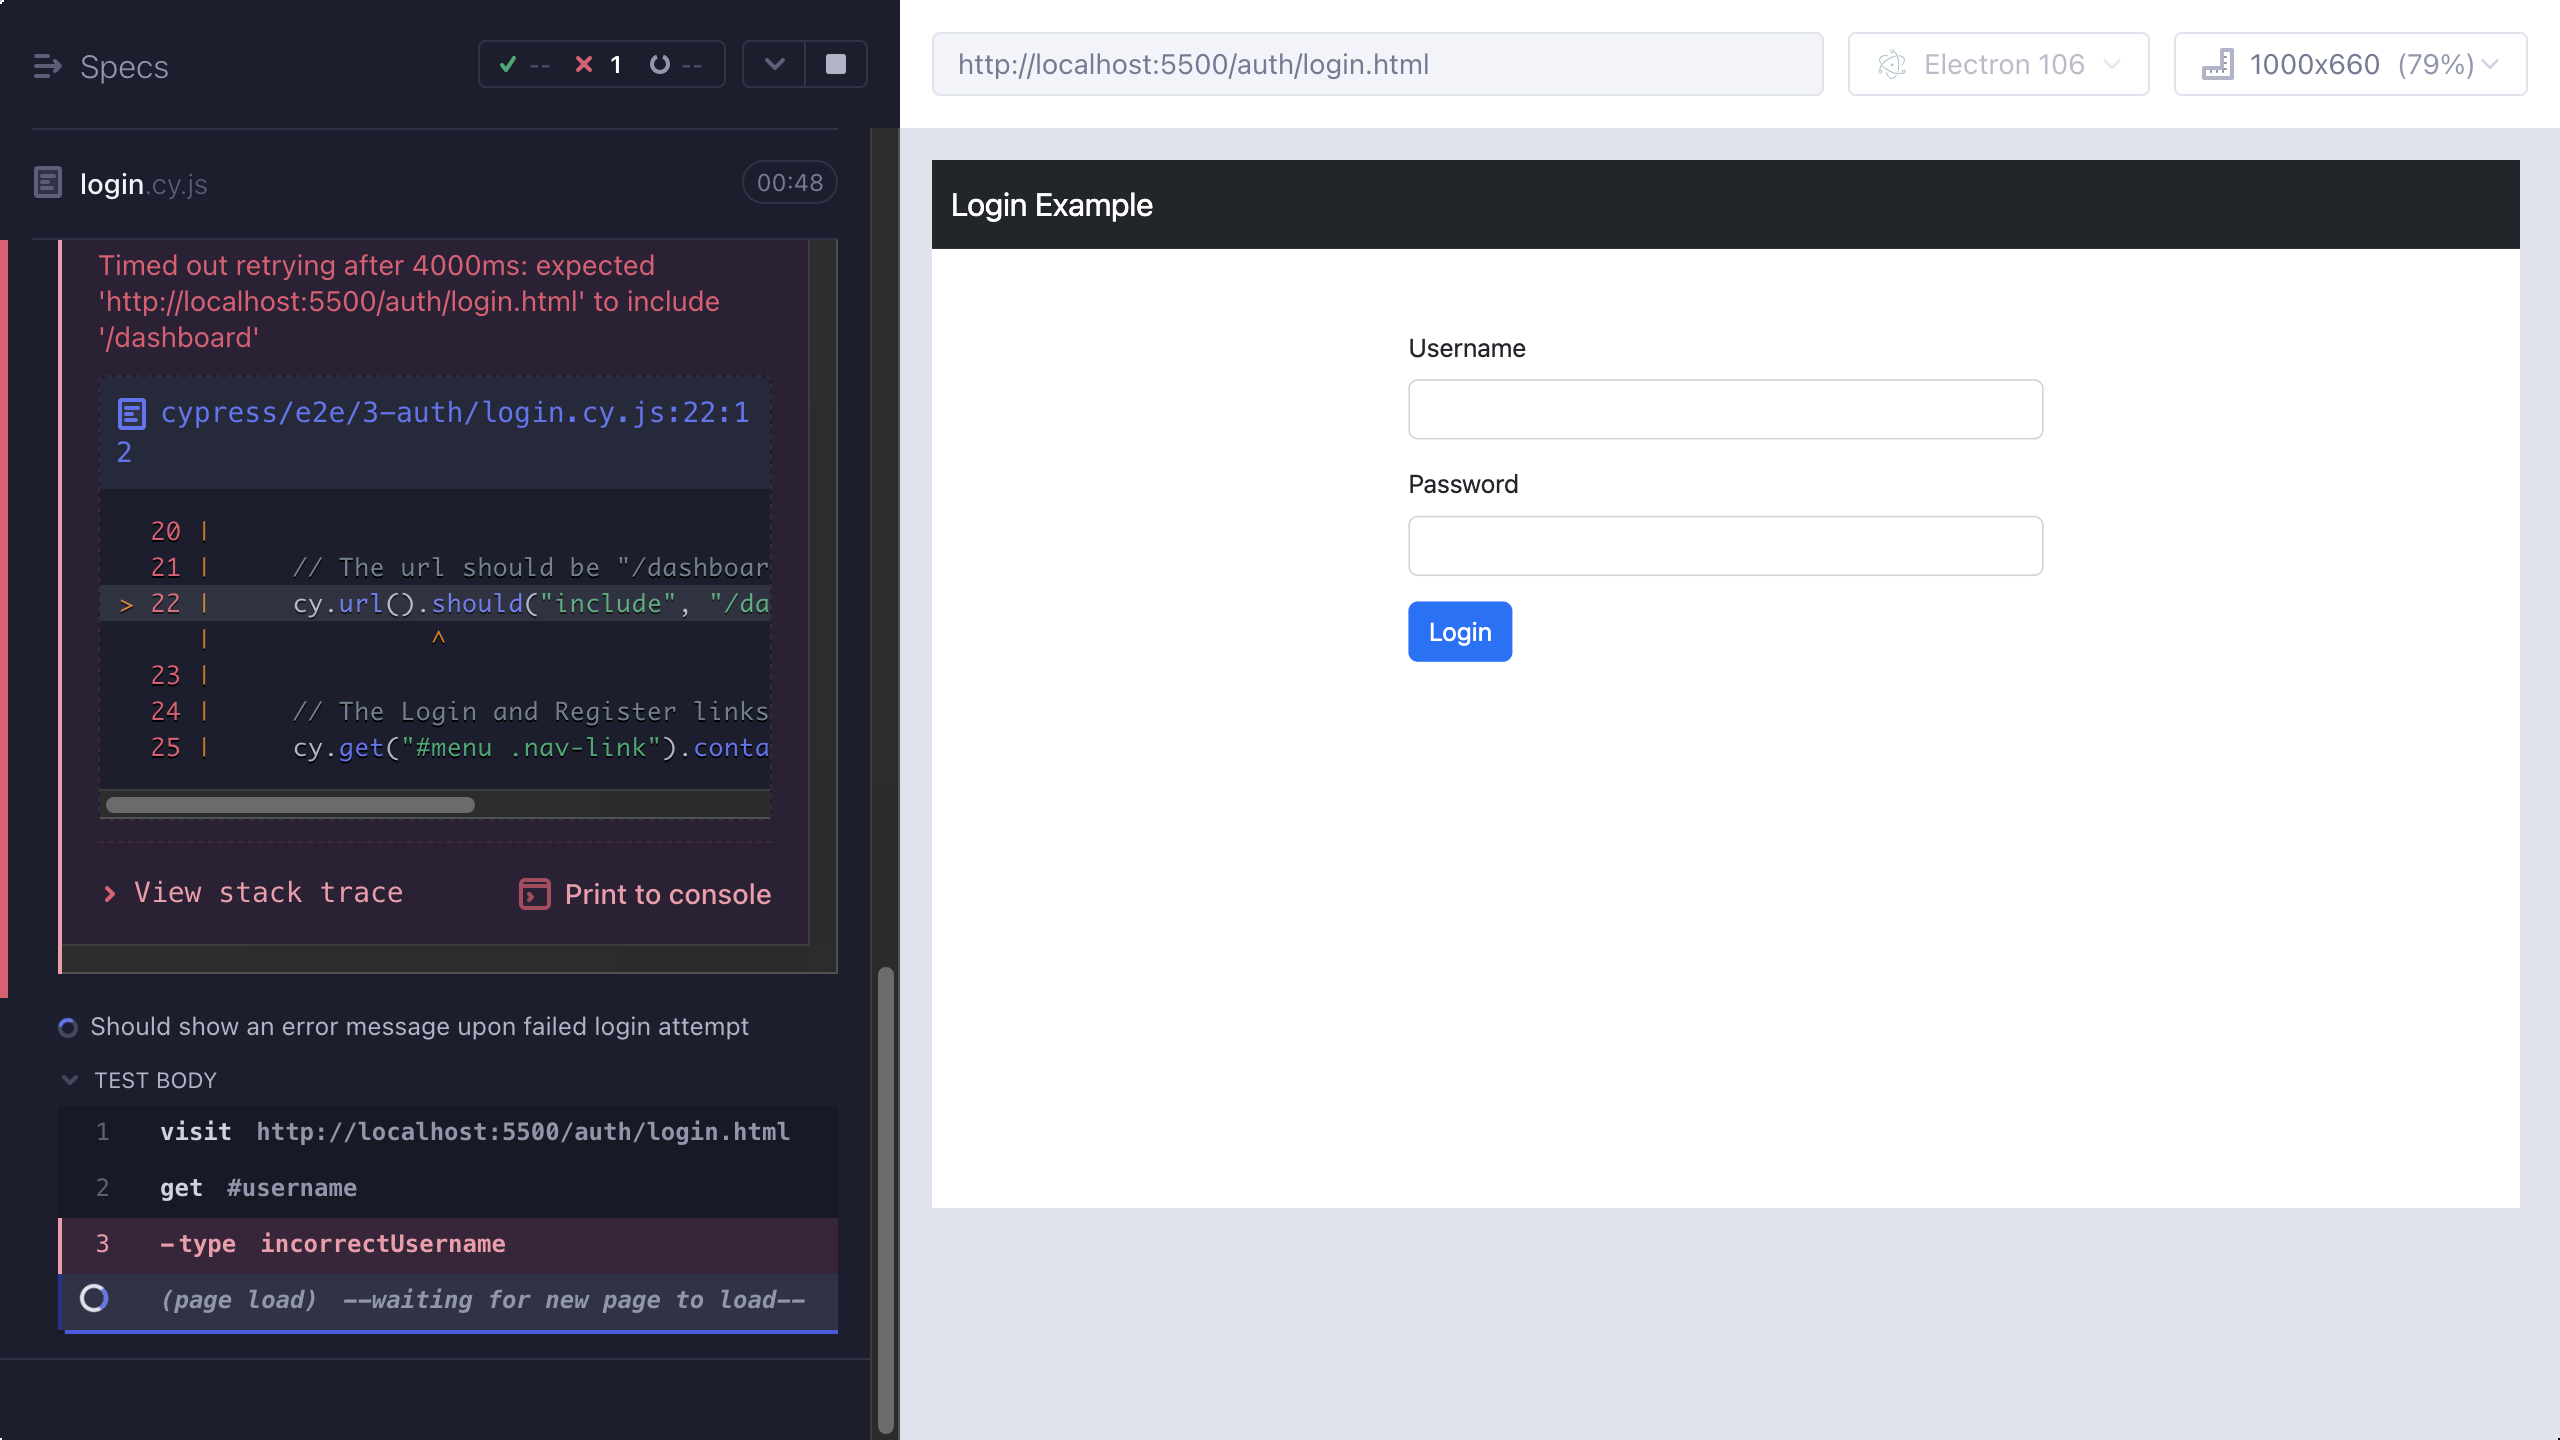 Specs
-- 1 --
login.cy.js
00:48
Timed out retrying after 4000ms: expected
'http://localhost:5500/auth/login.html' to include
'/dashboard'
cypress/e2e/3-auth/login.cy.js:22:1
2
20 |
21 | // The url should be "/dashboar
> 22 | cy.url().should("include", "/da
| ^
23 |
24 | // The Login and Register links
25 | cy.get("#menu .nav-link").conta
View stack trace
Print to console
Should show an error message upon failed login attempt
TEST BODY
1 visit http://localhost:5500/auth/login.html
2 get #username
3 -type incorrectUsername
(page load) --waiting for new page to load--
http://localhost:5500/auth/login.html
Electron 106
1000x660 (79%)
Login Example
Username
Password
Login